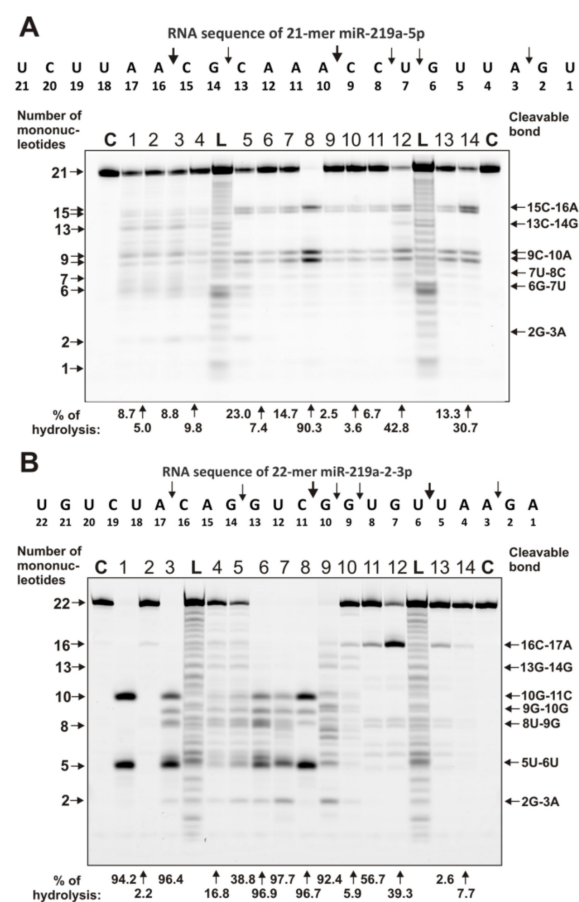 A
RNA sequence of 21-mer miR-219a-5p
U C U U A A C G C A A A A C C U G U U A G U
21 20 19 18 17 16 15 14 13 12 11 10 9 8 7 6 5 4 3 2 1
Number of mononuc- leotides
Cleavable bond
C 1 2 3 4 L 5 6 7 8 9 10 11 12 L 13 14 C
21
15
13
9
7
6
2
1
15C-16A
13C-14G
9C-10A
7U-8C
6G-7U
2G-3A
% of hydrolysis:
8.7 8.8 23.0 14.7 2.5 6.7 13.3
5.0 9.8 7.4 90.3 3.6 42.8 30.7
B
RNA sequence of 22-mer miR-219a-2-3p
U G U C U A C A G G U C G G U G U U A A G A
22 21 20 19 18 17 16 15 14 13 12 11 10 9 8 7 6 5 4 3 2 1
Number of mononuc- leotides
Cleavable bond
C 1 2 3 L 4 5 6 7 8 9 10 11 12 L 13 14 C
22
16
13
10
8
5
2
16C-17A
13G-14G
10G-11C
9G-10G
8U-9G
5U-6U
2G-3A
% of hydrolysis:
94.2 96.4 38.8 97.7 92.4 56.7 2.6
2.2 16.8 96.9 96.7 5.9 39.3 7.7